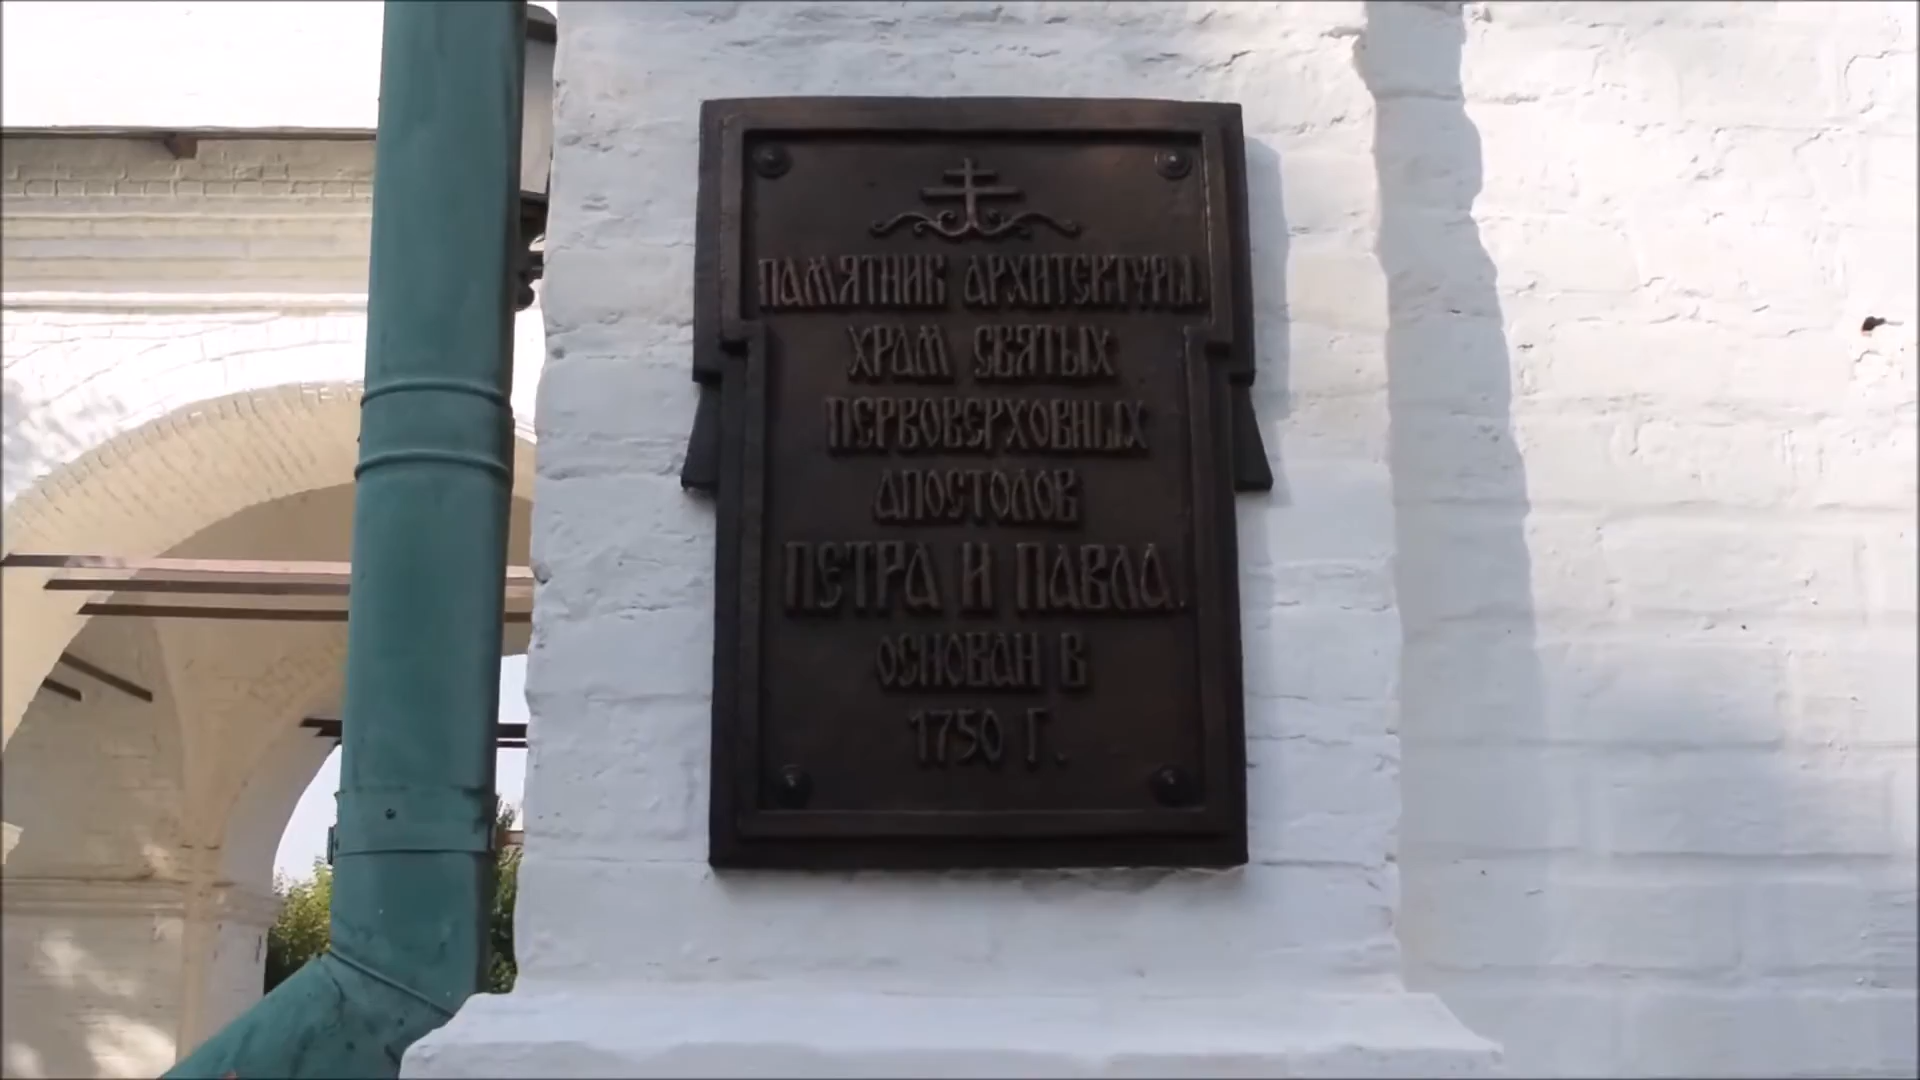 ПАМЯТНИК АРХИТЕКТУРЫ.
ХРАМ СВЯТЫХ
ПЕРВОВЕРХОВНЫХ
АПОСТОЛОВ
ПЕТРА И ПАВЛА.
ОСНОВАН В
1750 Г.